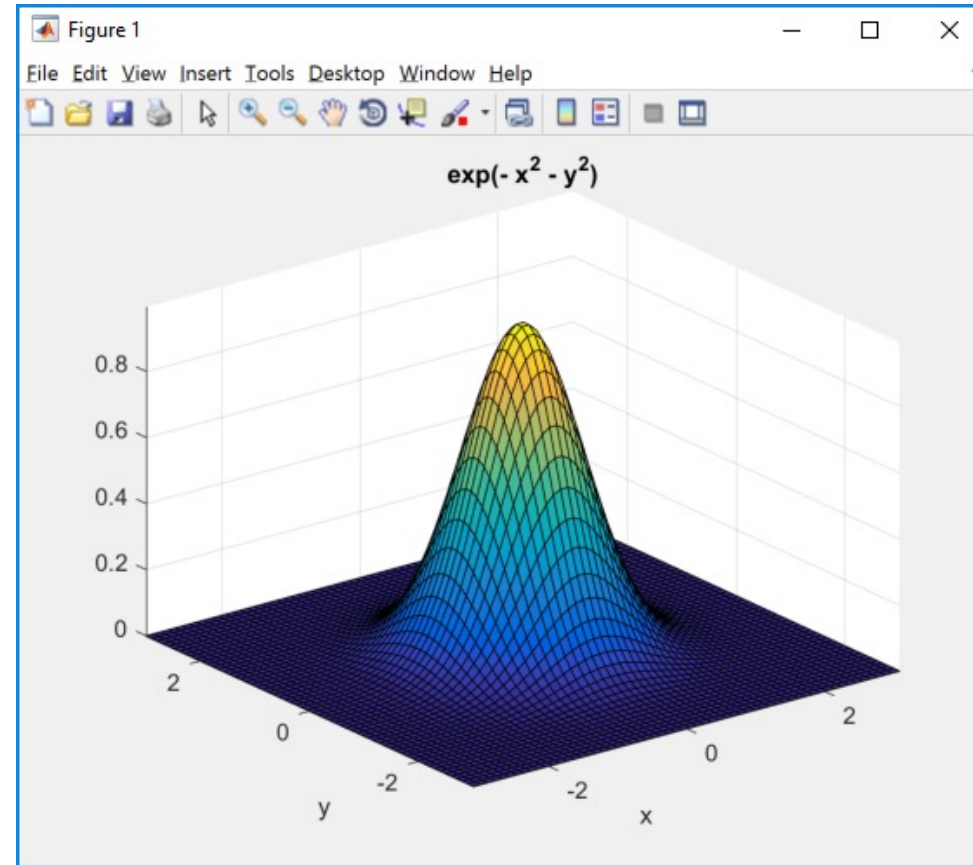 Figure 1
File Edit View Insert Tools Desktop Window Help
exp(- x² - y²)
0.8
0.6
0.4
0.2
0
2
0
-2
y
-2
0
2
x